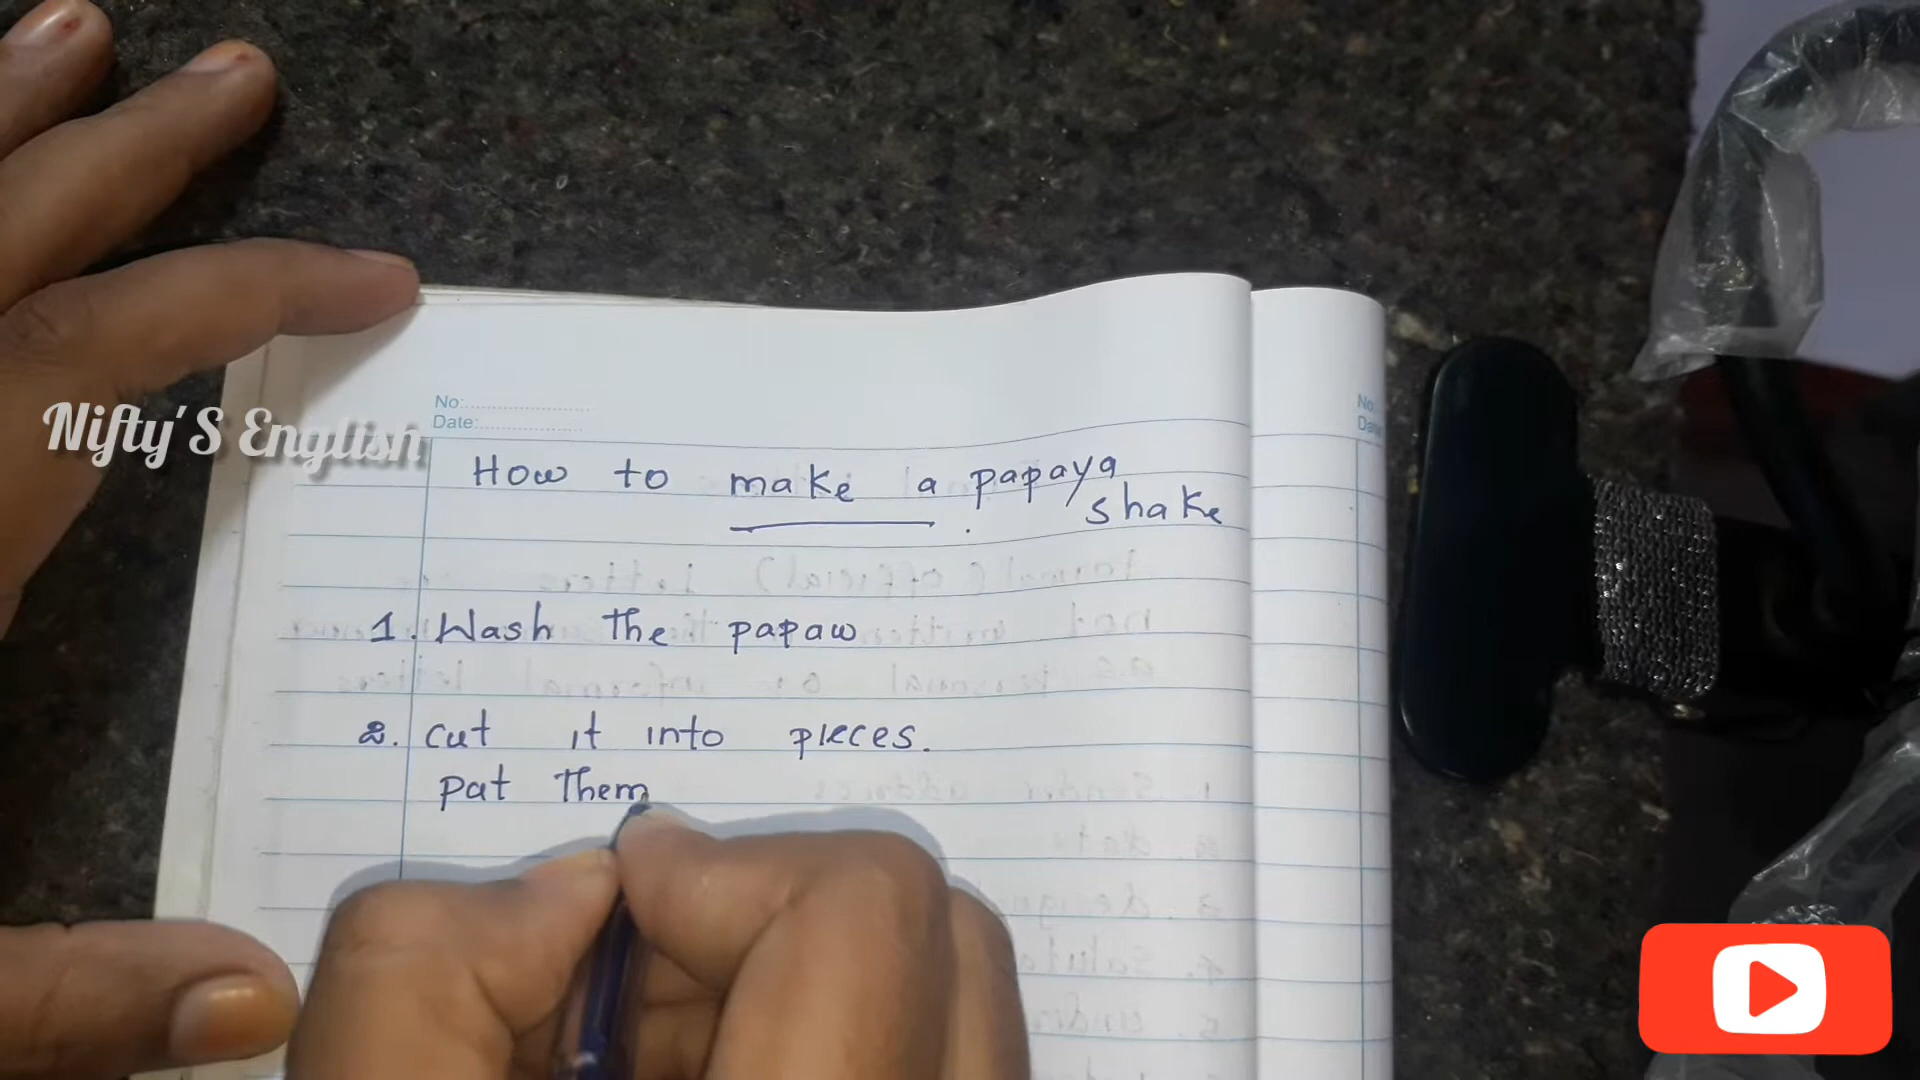 No:
Date:
Nifty'S English
How to make a papaya
shake
1. Wash the papaw
2. cut it into pieces.
pat them
No: